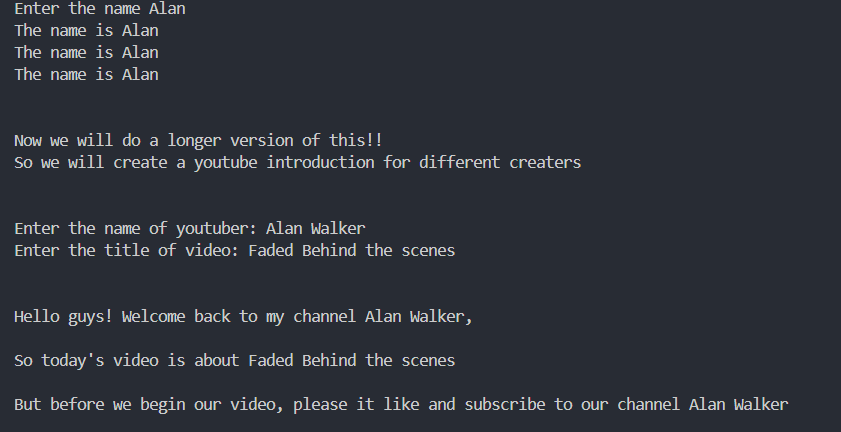 Enter the name Alan
The name is Alan
The name is Alan
The name is Alan
Now we will do a longer version of this!!
So we will create a youtube introduction for different creaters
Enter the name of youtuber: Alan Walker
Enter the title of video: Faded Behind the scenes
Hello guys! Welcome back to my channel Alan Walker,
So today's video is about Faded Behind the scenes
But before we begin our video, please it like and subscribe to our channel Alan Walker